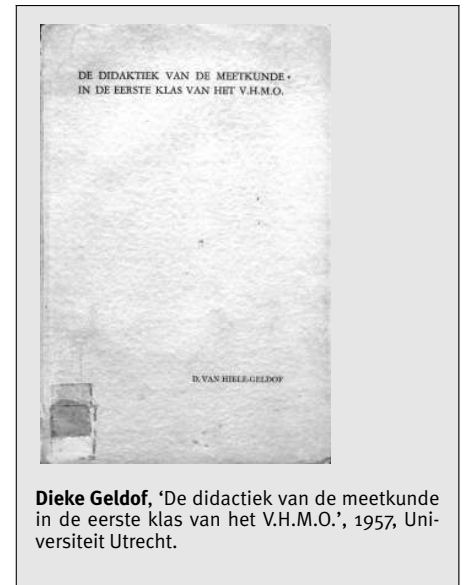 DE DIDAKTIEK VAN DE MEETKUNDE
IN DE EERSTE KLAS VAN HET V.H.M.O.
D. VAN HIELE-GELDOF
Dieke Geldof, ‘De didactiek van de meetkunde
in de eerste klas van het V.H.M.O.’, 1957, Uni-
versiteit Utrecht.